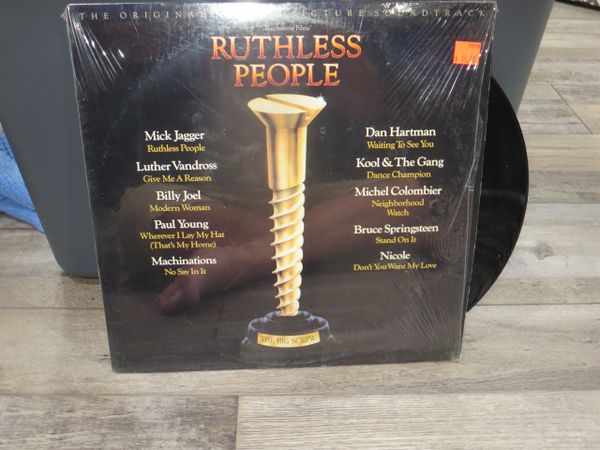 THE ORIGINAL MOTION PICTURE SOUNDTRACK
Touchstone Films'
RUTHLESS
PEOPLE
Mick Jagger
Ruthless People
Luther Vandross
Give Me A Reason
Billy Joel
Modern Woman
Paul Young
Wherever I Lay My Hat
(That's My Home)
Machinations
No Say In It
Dan Hartman
Waiting To See You
Kool & The Gang
Dance Champion
Michel Colombier
Neighborhood
Watch
Bruce Springsteen
Stand On It
Nicole
Don't You Want My Love
THE BIG SCREW